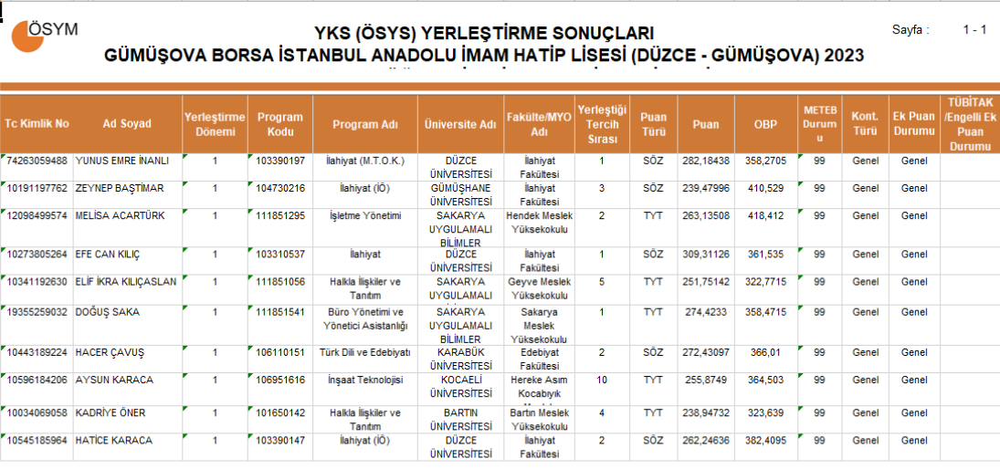 ÖSYM
YKS (ÖSYS) YERLEŞTİRME SONUÇLARI
Sayfa : 1 - 1
GÜMÜŞOVA BORSA İSTANBUL ANADOLU İMAM HATİP LİSESİ (DÜZCE - GÜMÜŞOVA) 2023
Tc Kimlik No Ad Soyad Yerleştirme Dönemi Program Kodu Program Adı Üniversite Adı Fakülte/MYO Adı Yerleştiği Tercih Sırası Puan Türü Puan OBP METEB Durumu Kont. Türü Ek Puan Durumu TÜBİTAK /Engelli Ek Puan Durumu
74263059488 YUNUS EMRE İNANLI 1 103390197 İlahiyat (M.T.O.K.) DÜZCE ÜNİVERSİTESİ İlahiyat Fakültesi 1 SÖZ 282,18438 358,2705 99 Genel Genel
10191197762 ZEYNEP BAŞTİMAR 1 104730216 İlahiyat (İÖ) GÜMÜŞHANE ÜNİVERSİTESİ İlahiyat Fakültesi 3 SÖZ 239,47996 410,529 99 Genel Genel
12098499574 MELİSA ACARTÜRK 1 111851295 İşletme Yönetimi SAKARYA UYGULAMALI BİLİMLER Hendek Meslek Yüksekokulu 2 TYT 263,13508 418,412 99 Genel Genel
10273805264 EFE CAN KILIÇ 1 103310537 İlahiyat DÜZCE ÜNİVERSİTESİ İlahiyat Fakültesi 1 SÖZ 309,31126 361,535 99 Genel Genel
10341192630 ELİF İKRA KILIÇASLAN 1 111851056 Halkla İlişkiler ve Tanıtım SAKARYA UYGULAMALI Geyve Meslek Yüksekokulu 5 TYT 251,75142 322,7715 99 Genel Genel
19355259032 DOĞUŞ SAKA 1 111851541 Büro Yönetimi ve Yönetici Asistanlığı SAKARYA UYGULAMALI BİLİMLER Sakarya Meslek Yüksekokulu 1 TYT 274,4233 358,4715 99 Genel Genel
10443189224 HACER ÇAVUŞ 1 106110151 Türk Dili ve Edebiyatı KARABÜK ÜNİVERSİTESİ Edebiyat Fakültesi 2 SÖZ 272,43097 366,01 99 Genel Genel
10596184206 AYSUN KARACA 1 106951616 İnşaat Teknolojisi KOCAELİ ÜNİVERSİTESİ Hereke Asım Kocabıyık 10 TYT 255,8749 364,503 99 Genel Genel
10034069058 KADRİYE ÖNER 1 101650142 Halkla İlişkiler ve Tanıtım BARTIN ÜNİVERSİTESİ Bartın Meslek Yüksekokulu 4 TYT 238,94732 323,639 99 Genel Genel
10545185964 HATİCE KARACA 1 103390147 İlahiyat (İÖ) DÜZCE ÜNİVERSİTESİ İlahiyat Fakültesi 2 SÖZ 262,24636 382,4095 99 Genel Genel